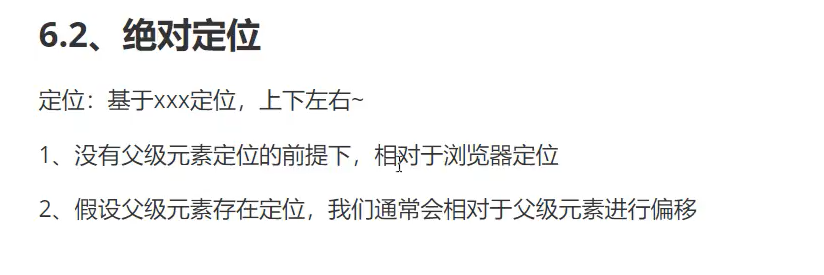 6.2、绝对定位
定位：基于xxx定位，上下左右~
1、没有父级元素定位的前提下，相对于浏览器定位
2、假设父级元素存在定位，我们通常会相对于父级元素进行偏移